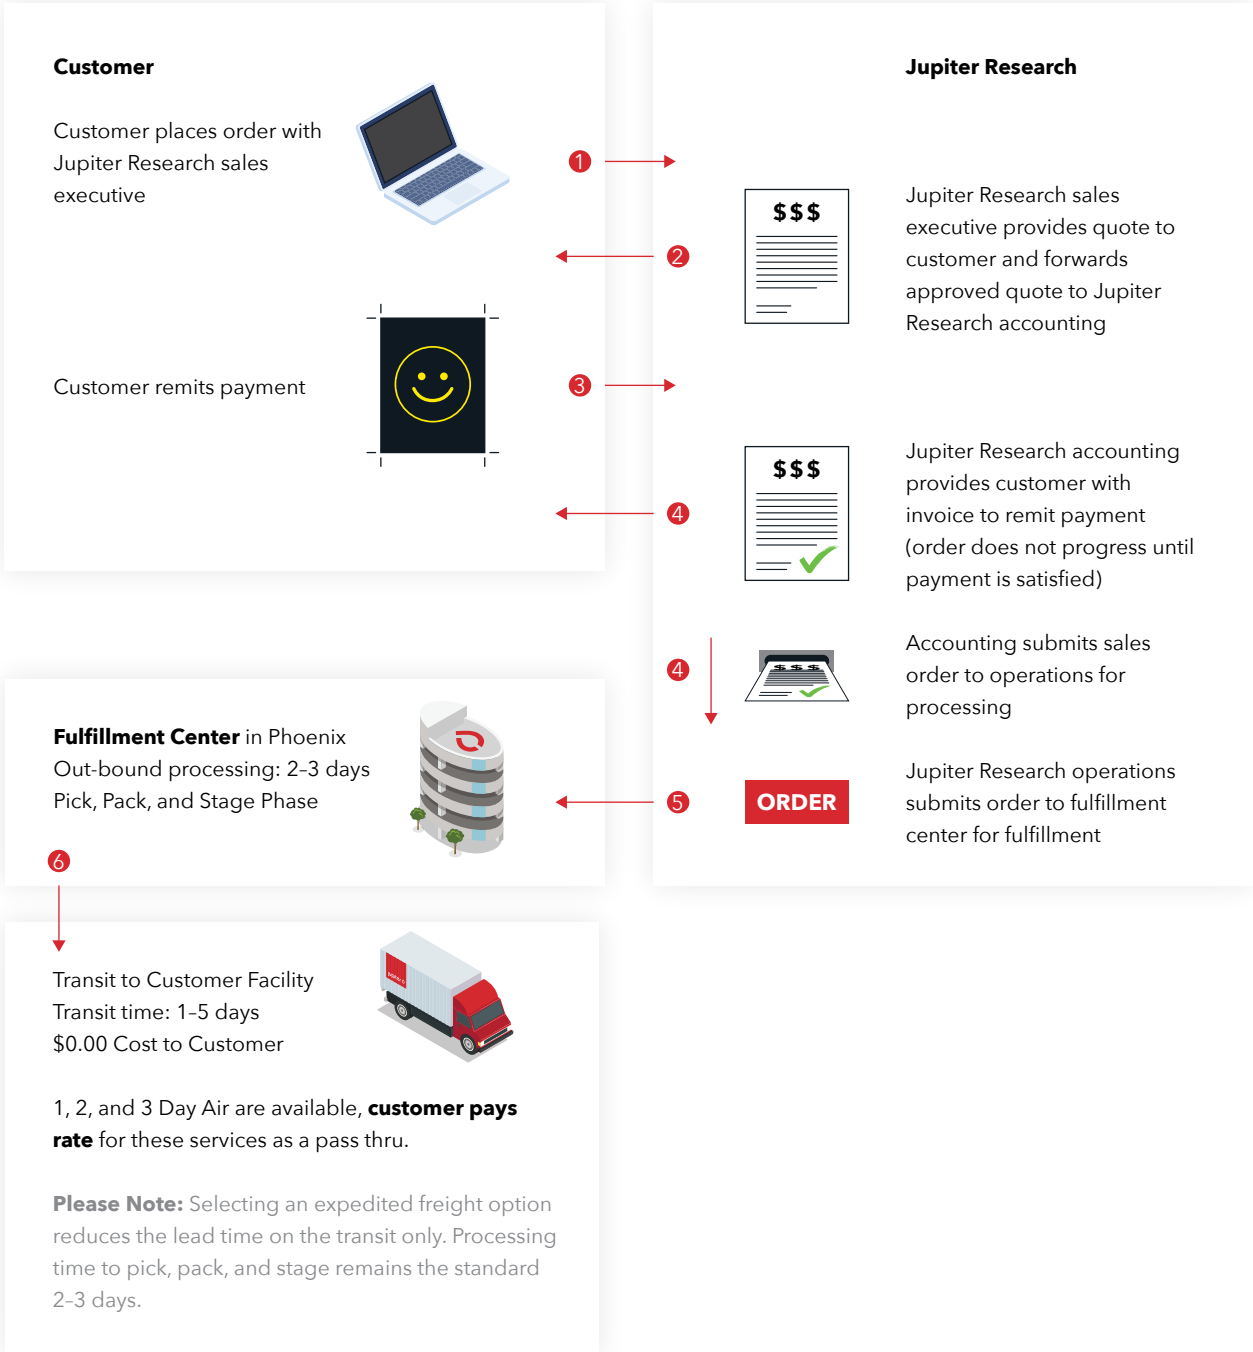 Customer
Customer places order with
Jupiter Research sales
executive
1
2
Customer remits payment
3
4
Jupiter Research
$$$
Jupiter Research sales
executive provides quote to
customer and forwards
approved quote to Jupiter
Research accounting
$$$
Jupiter Research accounting
provides customer with
invoice to remit payment
(order does not progress until
payment is satisfied)
4
$ $ $
Accounting submits sales
order to operations for
processing
5
ORDER
Jupiter Research operations
submits order to fulfillment
center for fulfillment
Fulfillment Center in Phoenix
Out-bound processing: 2–3 days
Pick, Pack, and Stage Phase
6
Transit to Customer Facility
Transit time: 1–5 days
$0.00 Cost to Customer
1, 2, and 3 Day Air are available, customer pays
rate for these services as a pass thru.
Please Note: Selecting an expedited freight option
reduces the lead time on the transit only. Processing
time to pick, pack, and stage remains the standard
2–3 days.